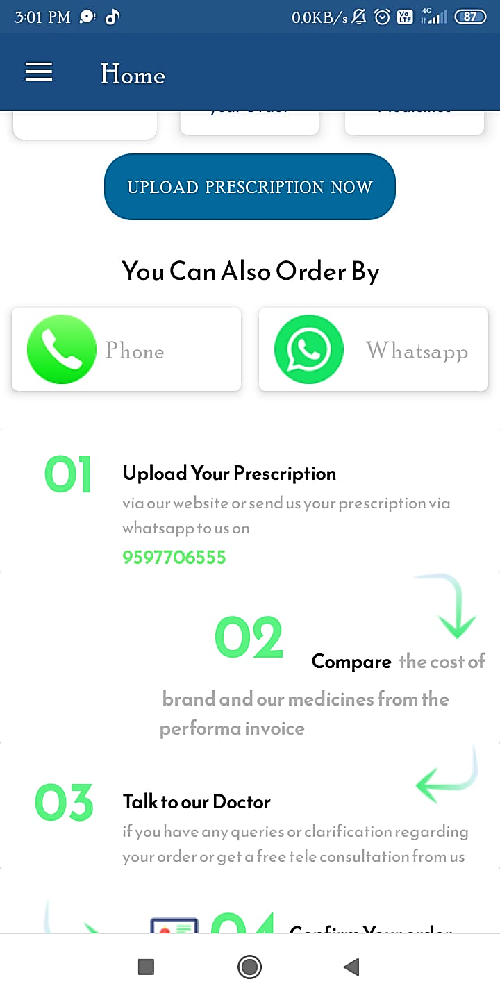 3:01 PM 0.0KB/s Vo LTE 4G 87
Home
UPLOAD PRESCRIPTION NOW
You Can Also Order By
Phone Whatsapp
01 Upload Your Prescription
via our website or send us your prescription via
whatsapp to us on
9597706555
02
Compare the cost of
brand and our medicines from the
performa invoice
03 Talk to our Doctor
if you have any queries or clarification regarding
your order or get a free tele consultation from us
04 Confirm Your order